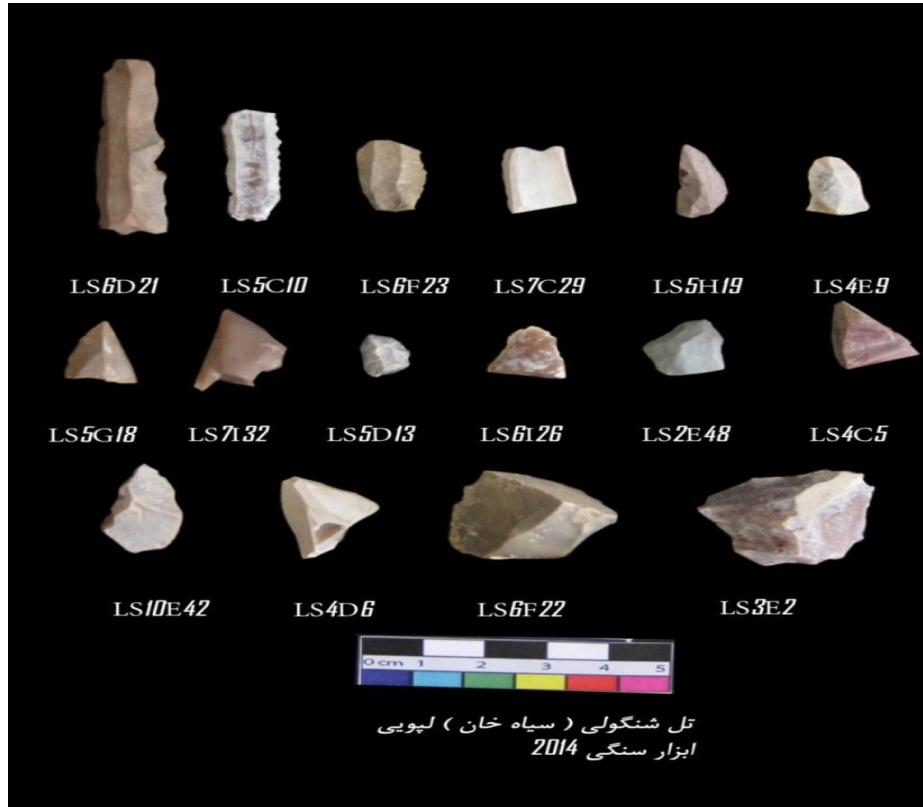 LS6D21 LS5C10 LS6F23 LS7C29 LS5H19 LS4E9
LS5G18 LS7I32 LS5D13 LS6I26 LS2E48 LS4C5
LS10E42 LS4D6 LS6F22 LS3E2
0 cm 1 2 3 4 5
تل شنگولی ( سیاه خان ) لپویی
ابزار سنگی 2014